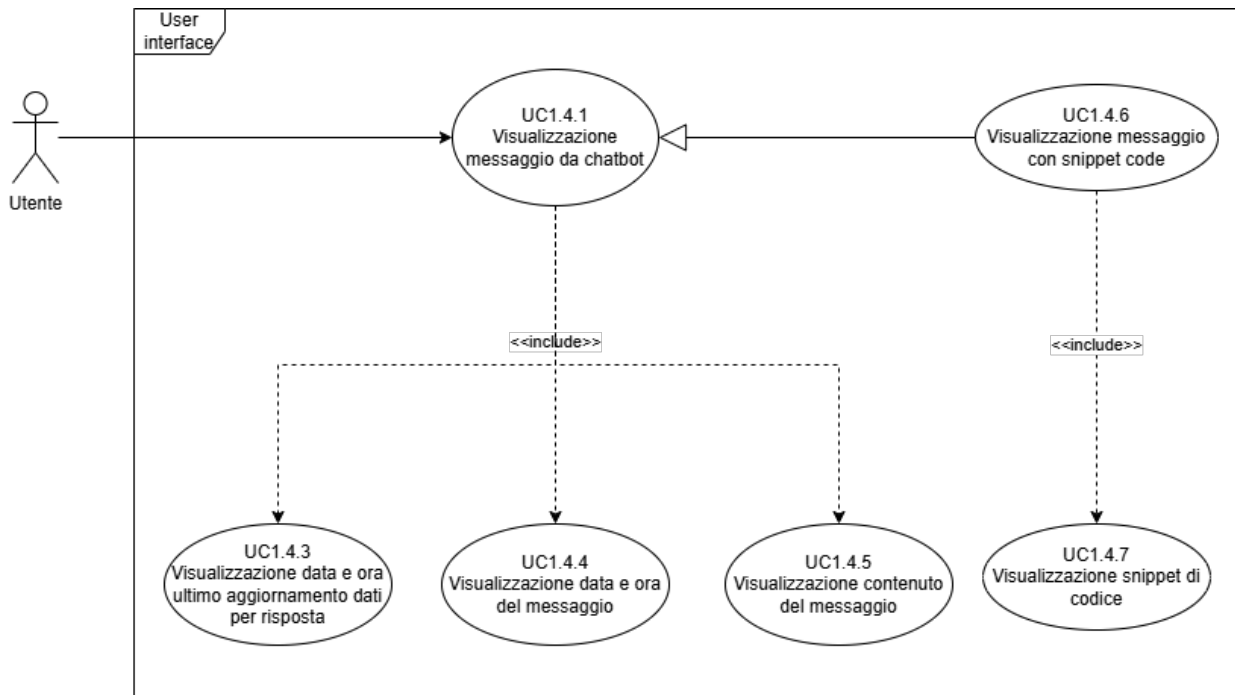 User
interface
UC1.4.1
Visualizzazione
messaggio da chatbot
UC1.4.6
Visualizzazione messaggio
con snippet code
Utente
<<include>>
<<include>>
UC1.4.3
Visualizzazione data e ora
ultimo aggiornamento dati
per risposta
UC1.4.4
Visualizzazione data e ora
del messaggio
UC1.4.5
Visualizzazione contenuto
del messaggio
UC1.4.7
Visualizzazione snippet di
codice